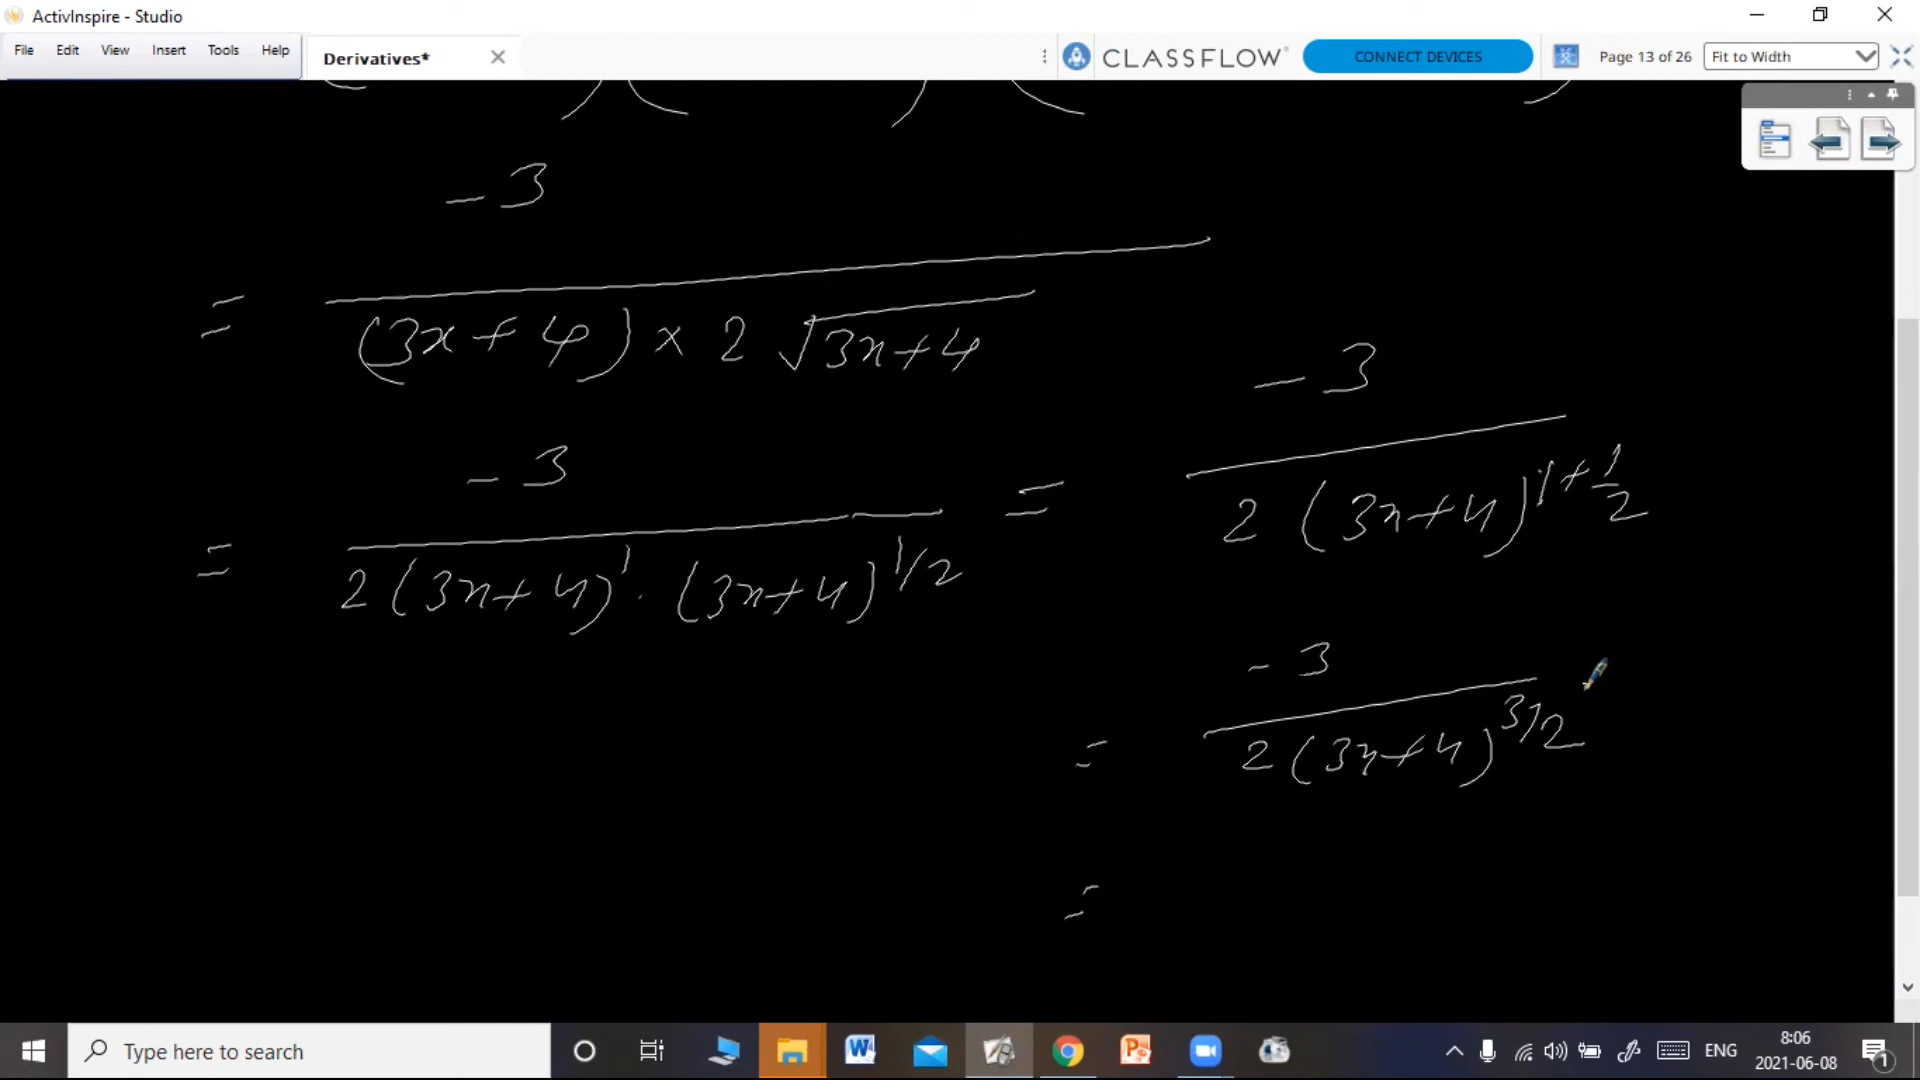 ActivInspire - Studio
File Edit View Insert Tools Help
Derivatives*
CLASSFLOW
CONNECT DEVICES
Page 13 of 26
Fit to Width
- 3
= (3x + 4) × 2 √3x+4
- 3
= 2 (3x+4)^1 . (3x+4)^1/2
- 3
= 2 (3x+4)^1+1/2
- 3
= 2 (3x+4)^3/2
=
Type here to search
ENG
8:06
2021-06-08
1